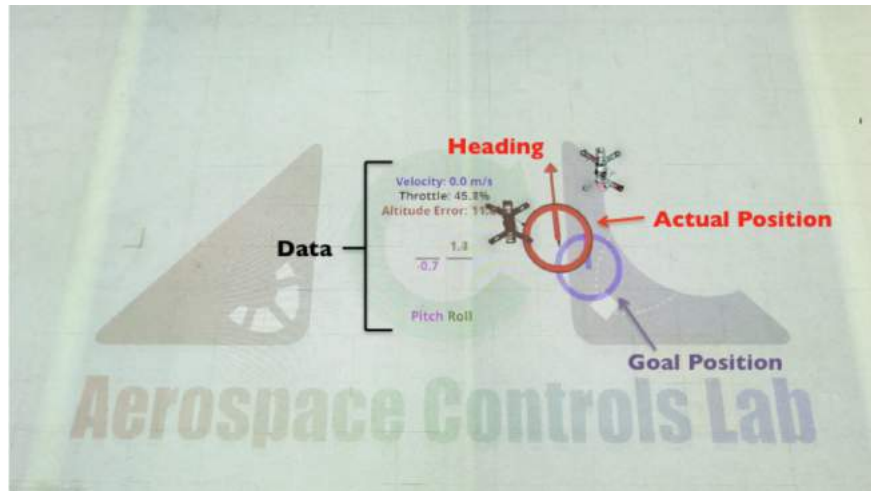 Heading
Velocity: 0.0 m/s
Throttle: 45.8%
Altitude Error:
Actual Position
Data
1.3
-0.7
Pitch Roll
Goal Position
Aerospace Controls Lab